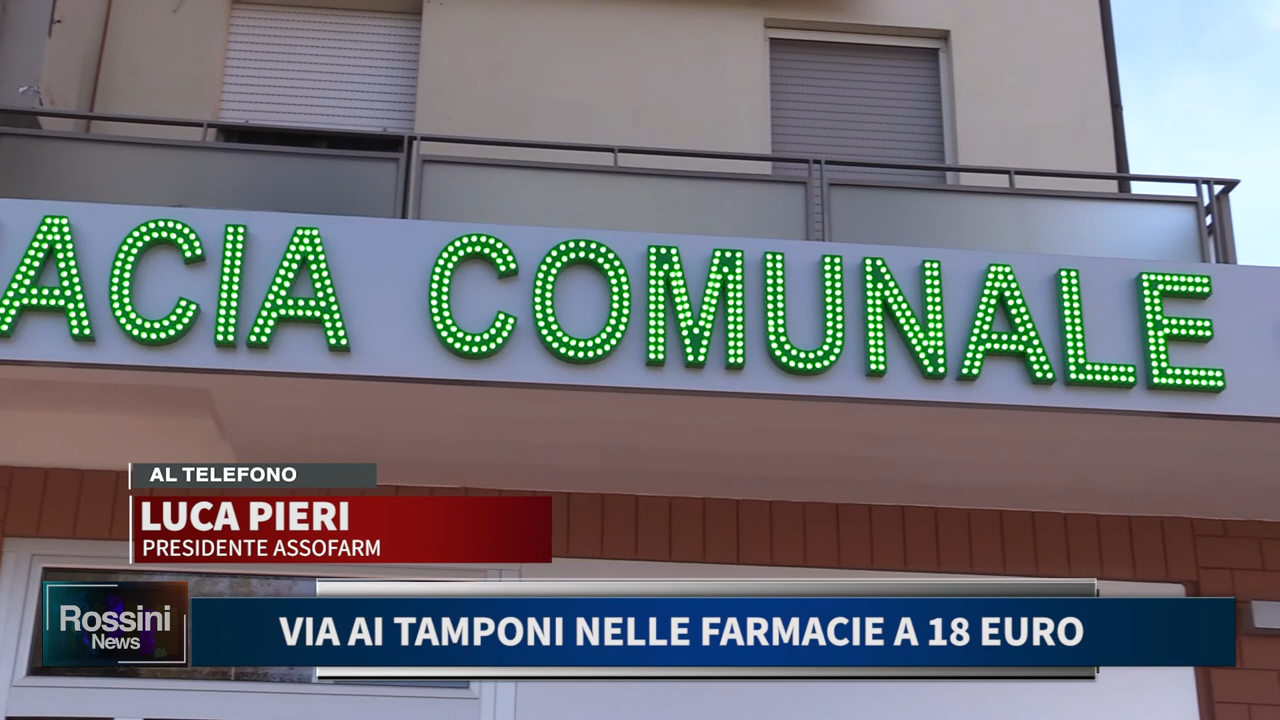 ACIA COMUNALE
AL TELEFONO
LUCA PIERI
PRESIDENTE ASSOFARM
Rossini
News
VIA AI TAMPONI NELLE FARMACIE A 18 EURO